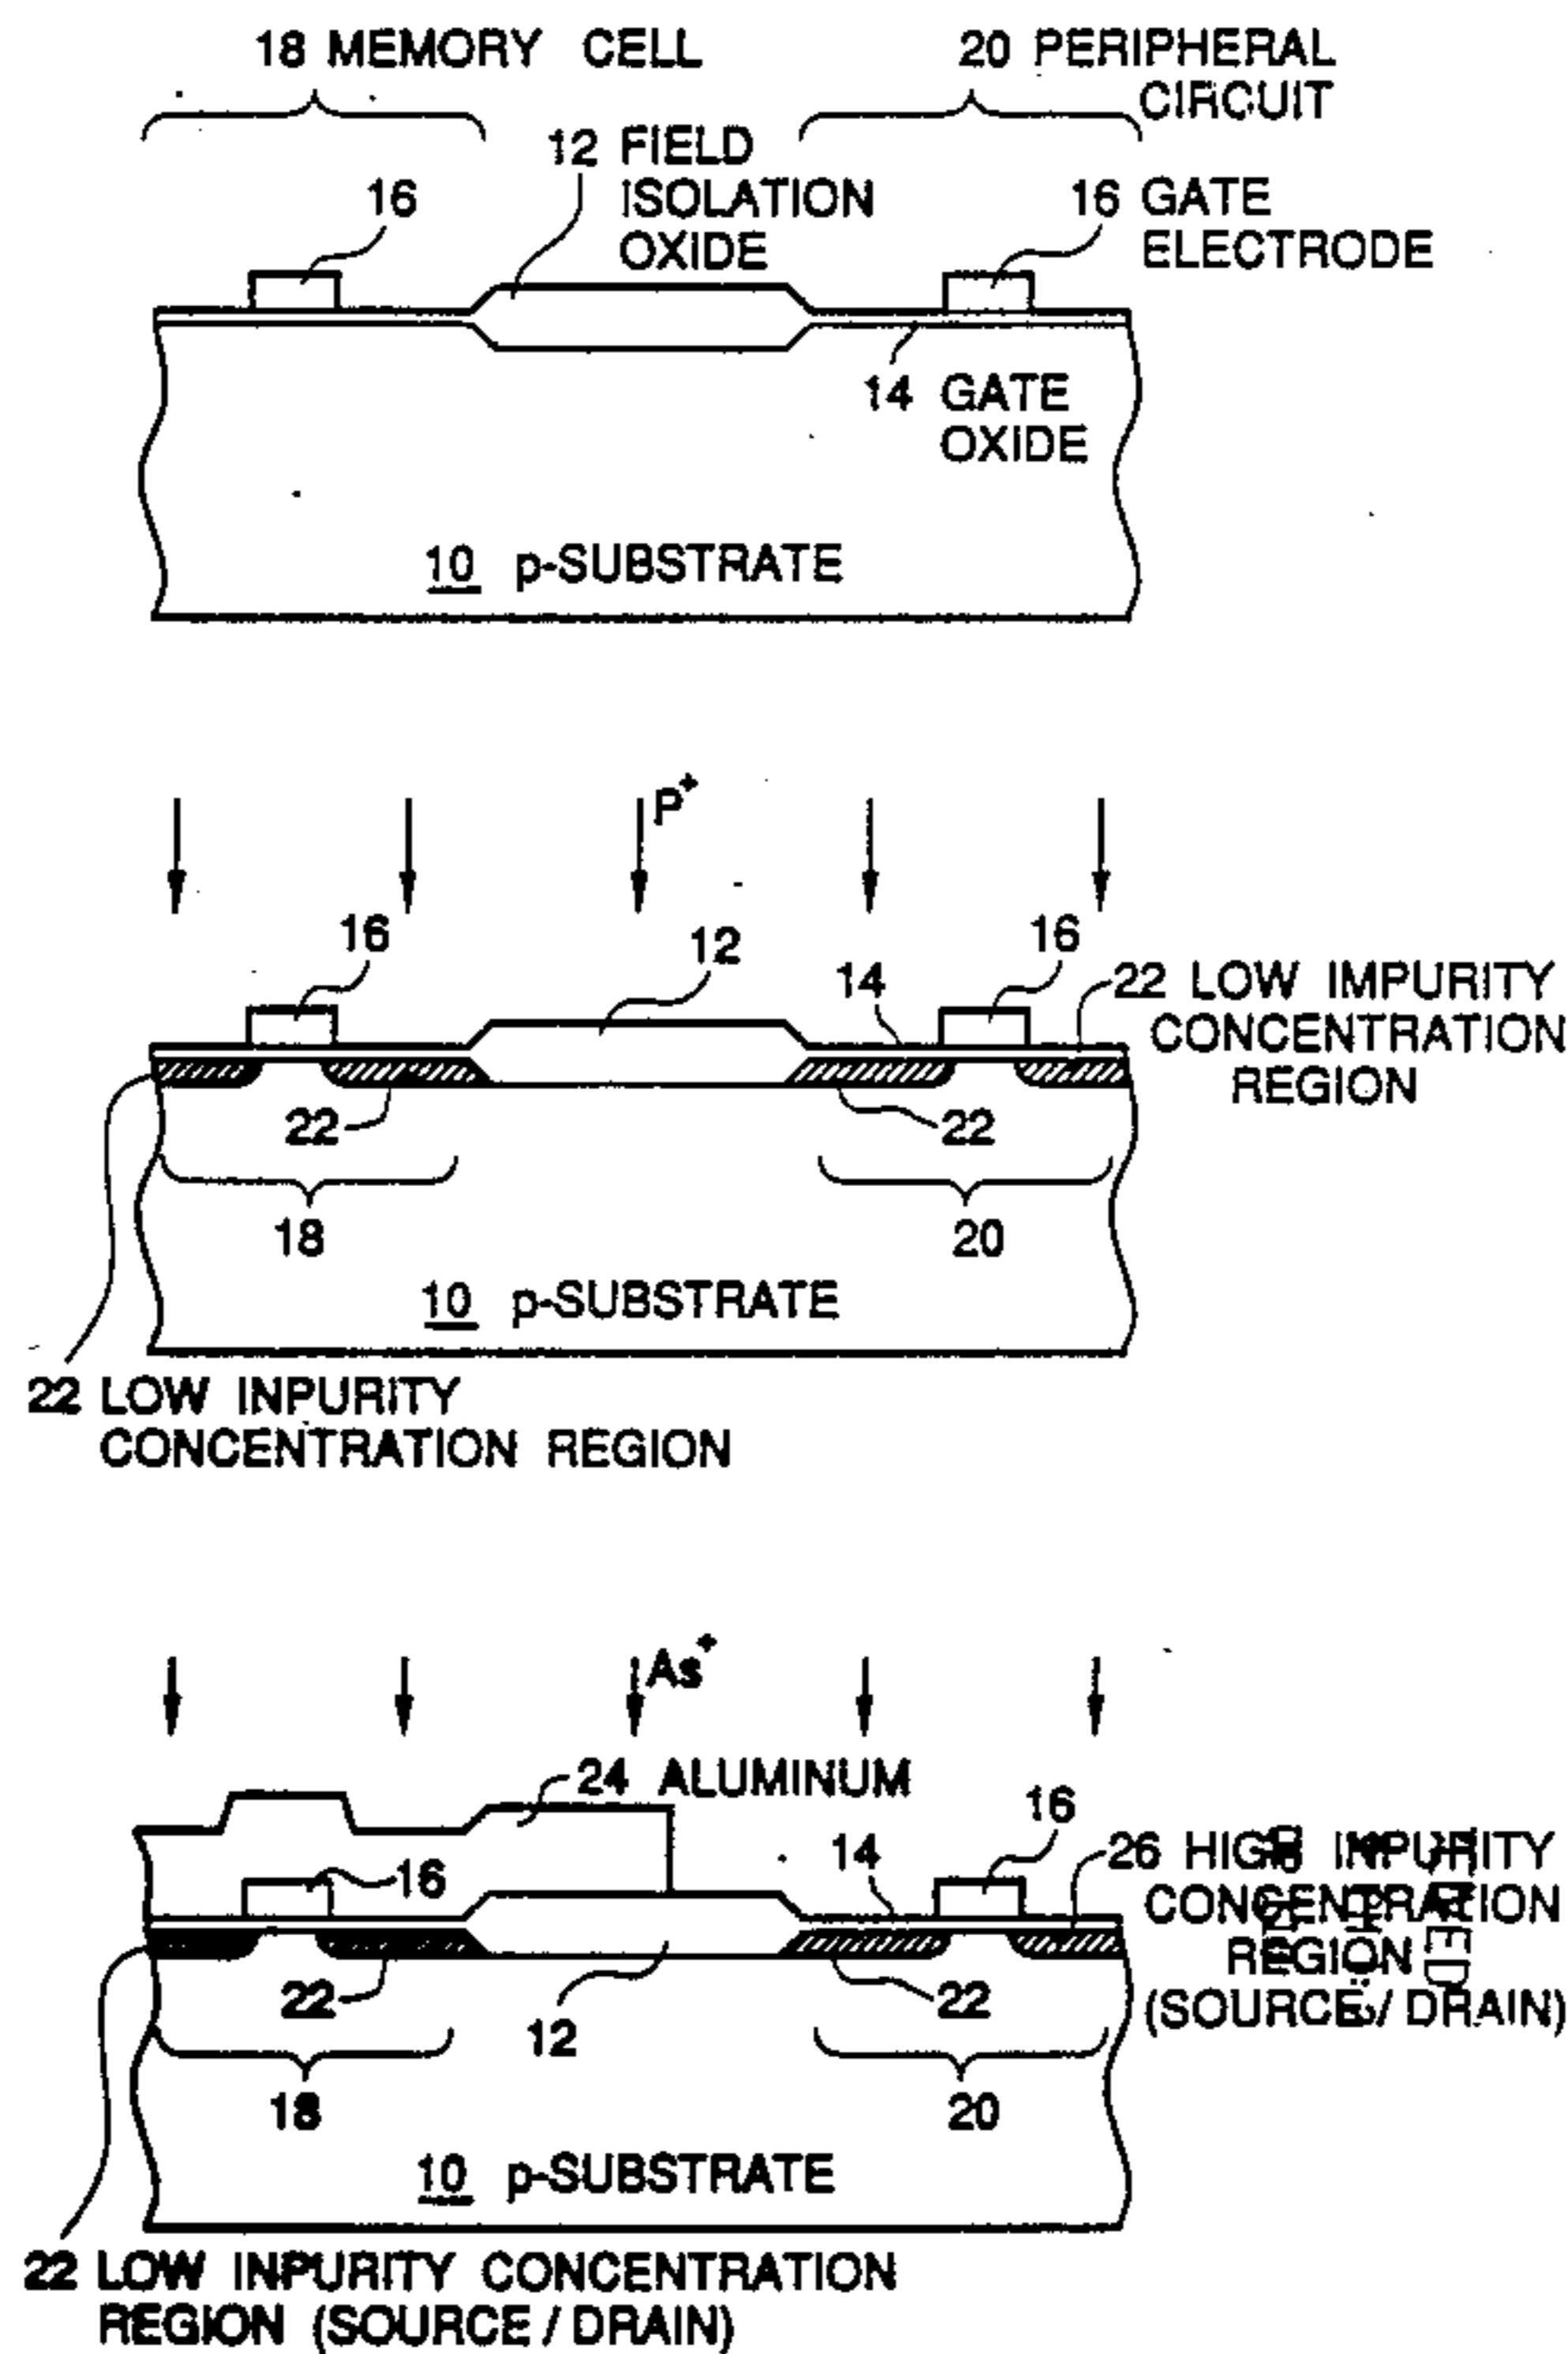 18 MEMORY CELL
20 PERIPHERAL
CIRCUIT
12 FIELD
ISOLATION
OXIDE
16
16 GATE
ELECTRODE
14 GATE
OXIDE
10 p-SUBSTRATE
P+
16
12
14
16
22 LOW IMPURITY
CONCENTRATION
REGION
22
22
18
20
10 p-SUBSTRATE
22 LOW INPURITY
CONCENTRATION REGION
As+
24 ALUMINUM
16
16
14
26 HIGH IMPURITY
CONCENTRATION
REGION
(SOURCE / DRAIN)
22
12
22
18
20
10 p-SUBSTRATE
22 LOW INPURITY CONCENTRATION
REGION (SOURCE / DRAIN)